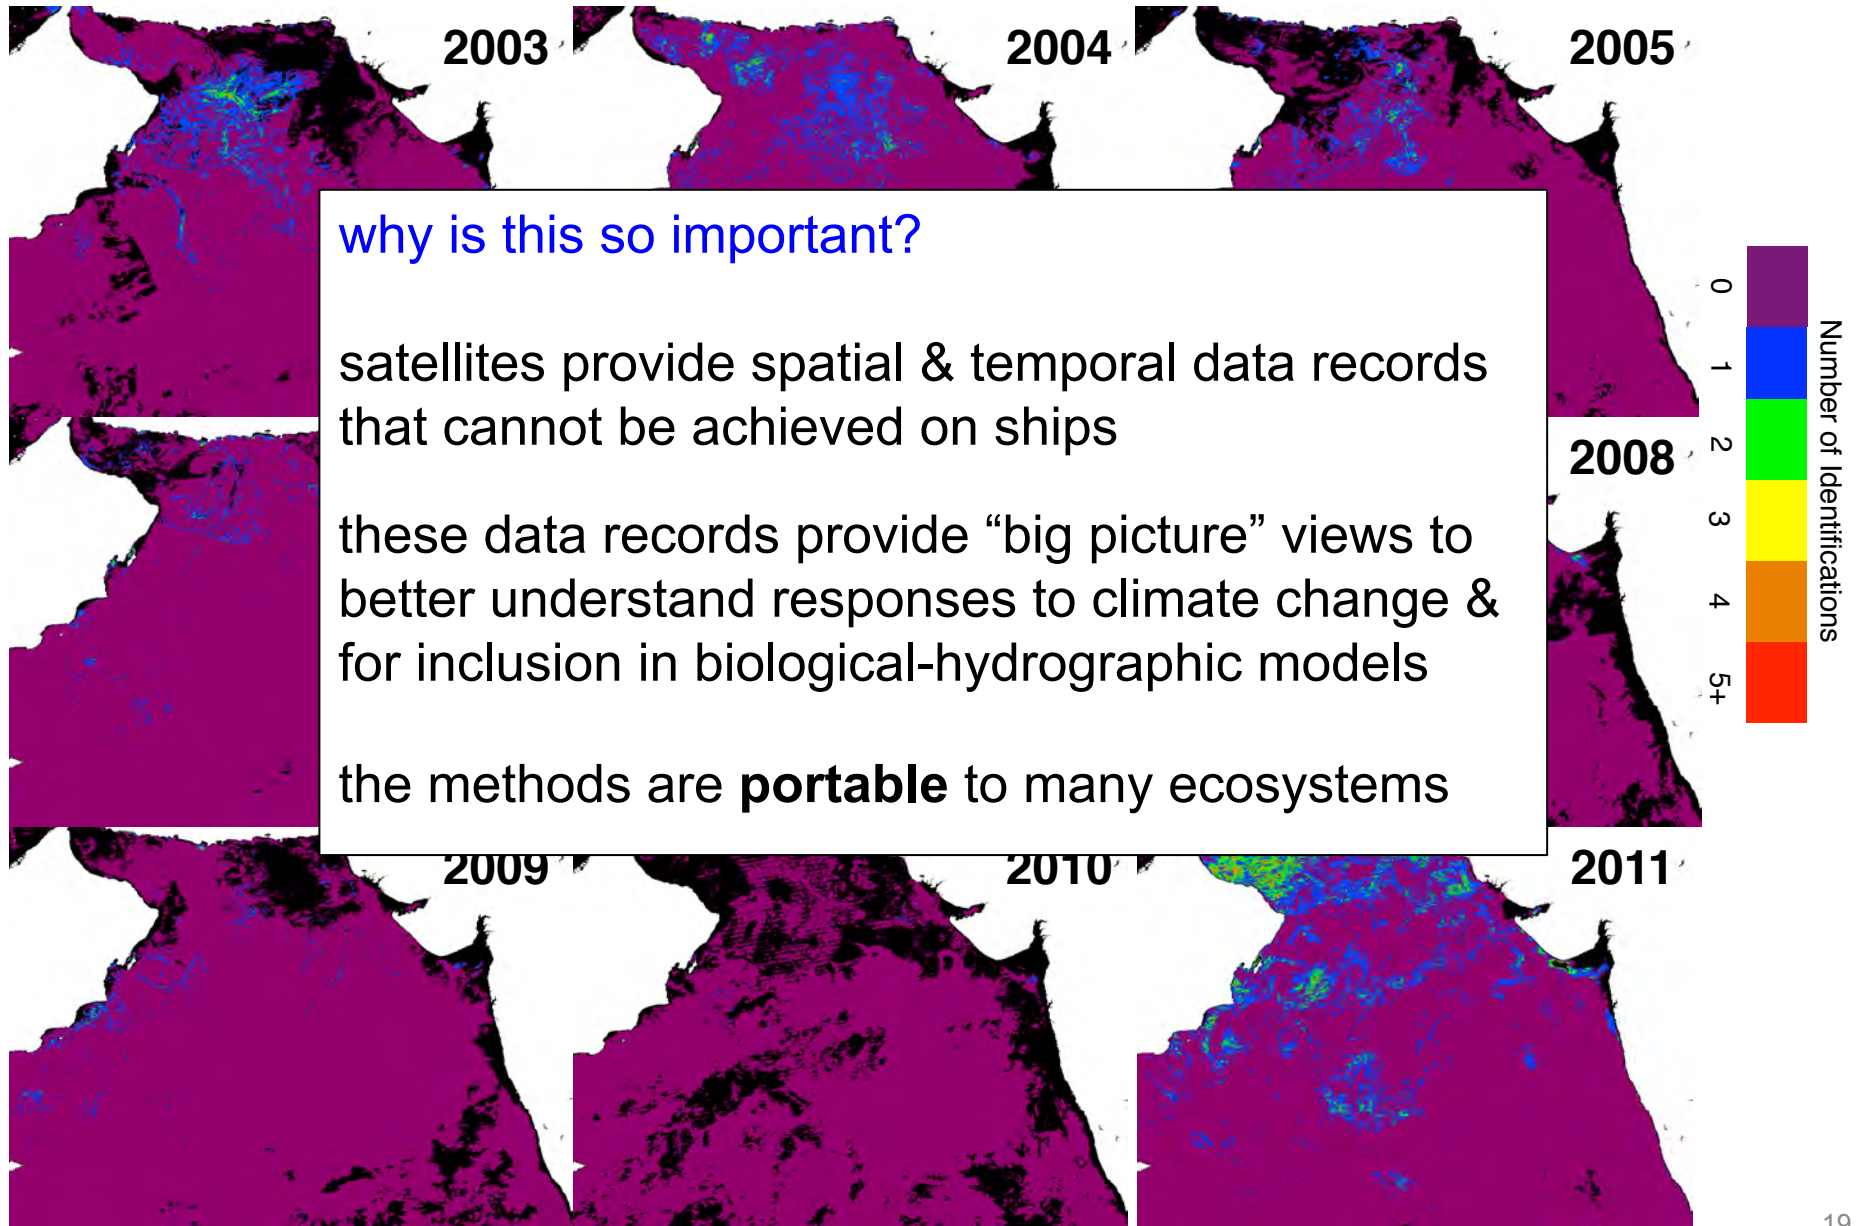 2003
2004
2005
why is this so important?
satellites provide spatial & temporal data records
that cannot be achieved on ships
these data records provide “big picture” views to
better understand responses to climate change &
for inclusion in biological-hydrographic models
the methods are portable to many ecosystems
2008
2009
2010
2011
0
1
2
3
4
5+
Number of Identifications
19